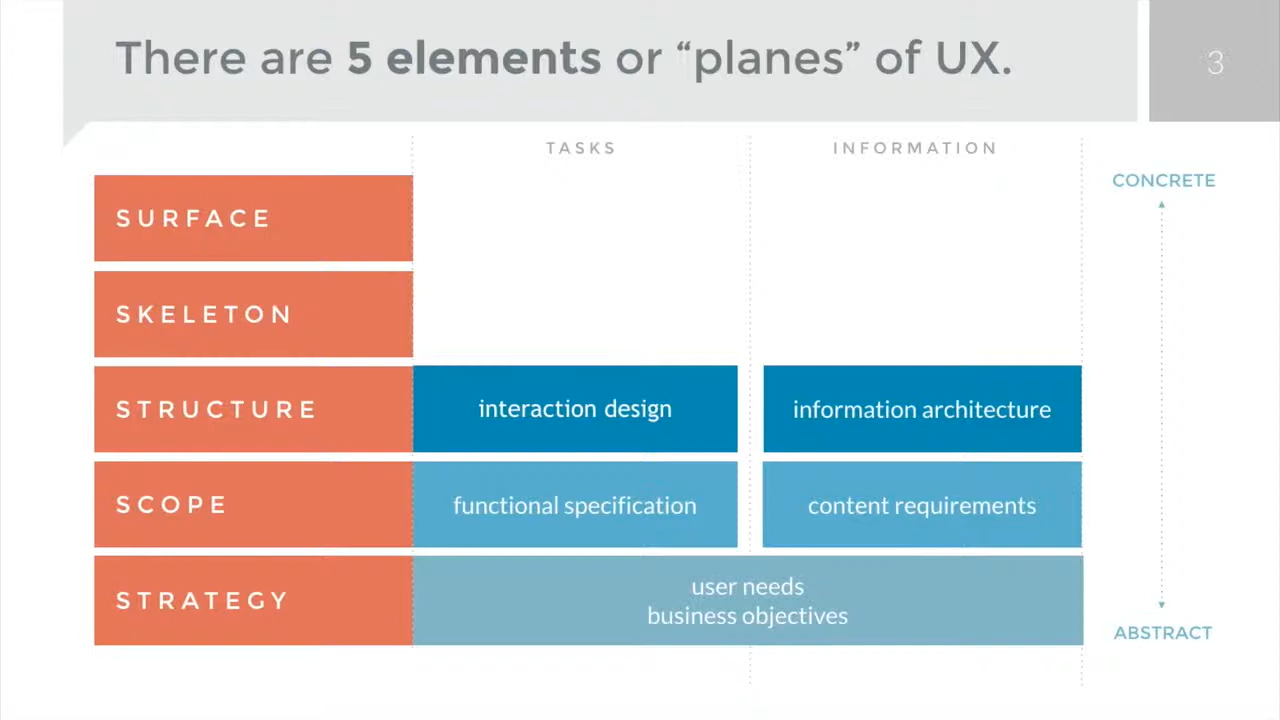 There are 5 elements or “planes” of UX.
3
TASKS
INFORMATION
CONCRETE
SURFACE
SKELETON
STRUCTURE
interaction design
information architecture
SCOPE
functional specification
content requirements
STRATEGY
user needs
business objectives
ABSTRACT